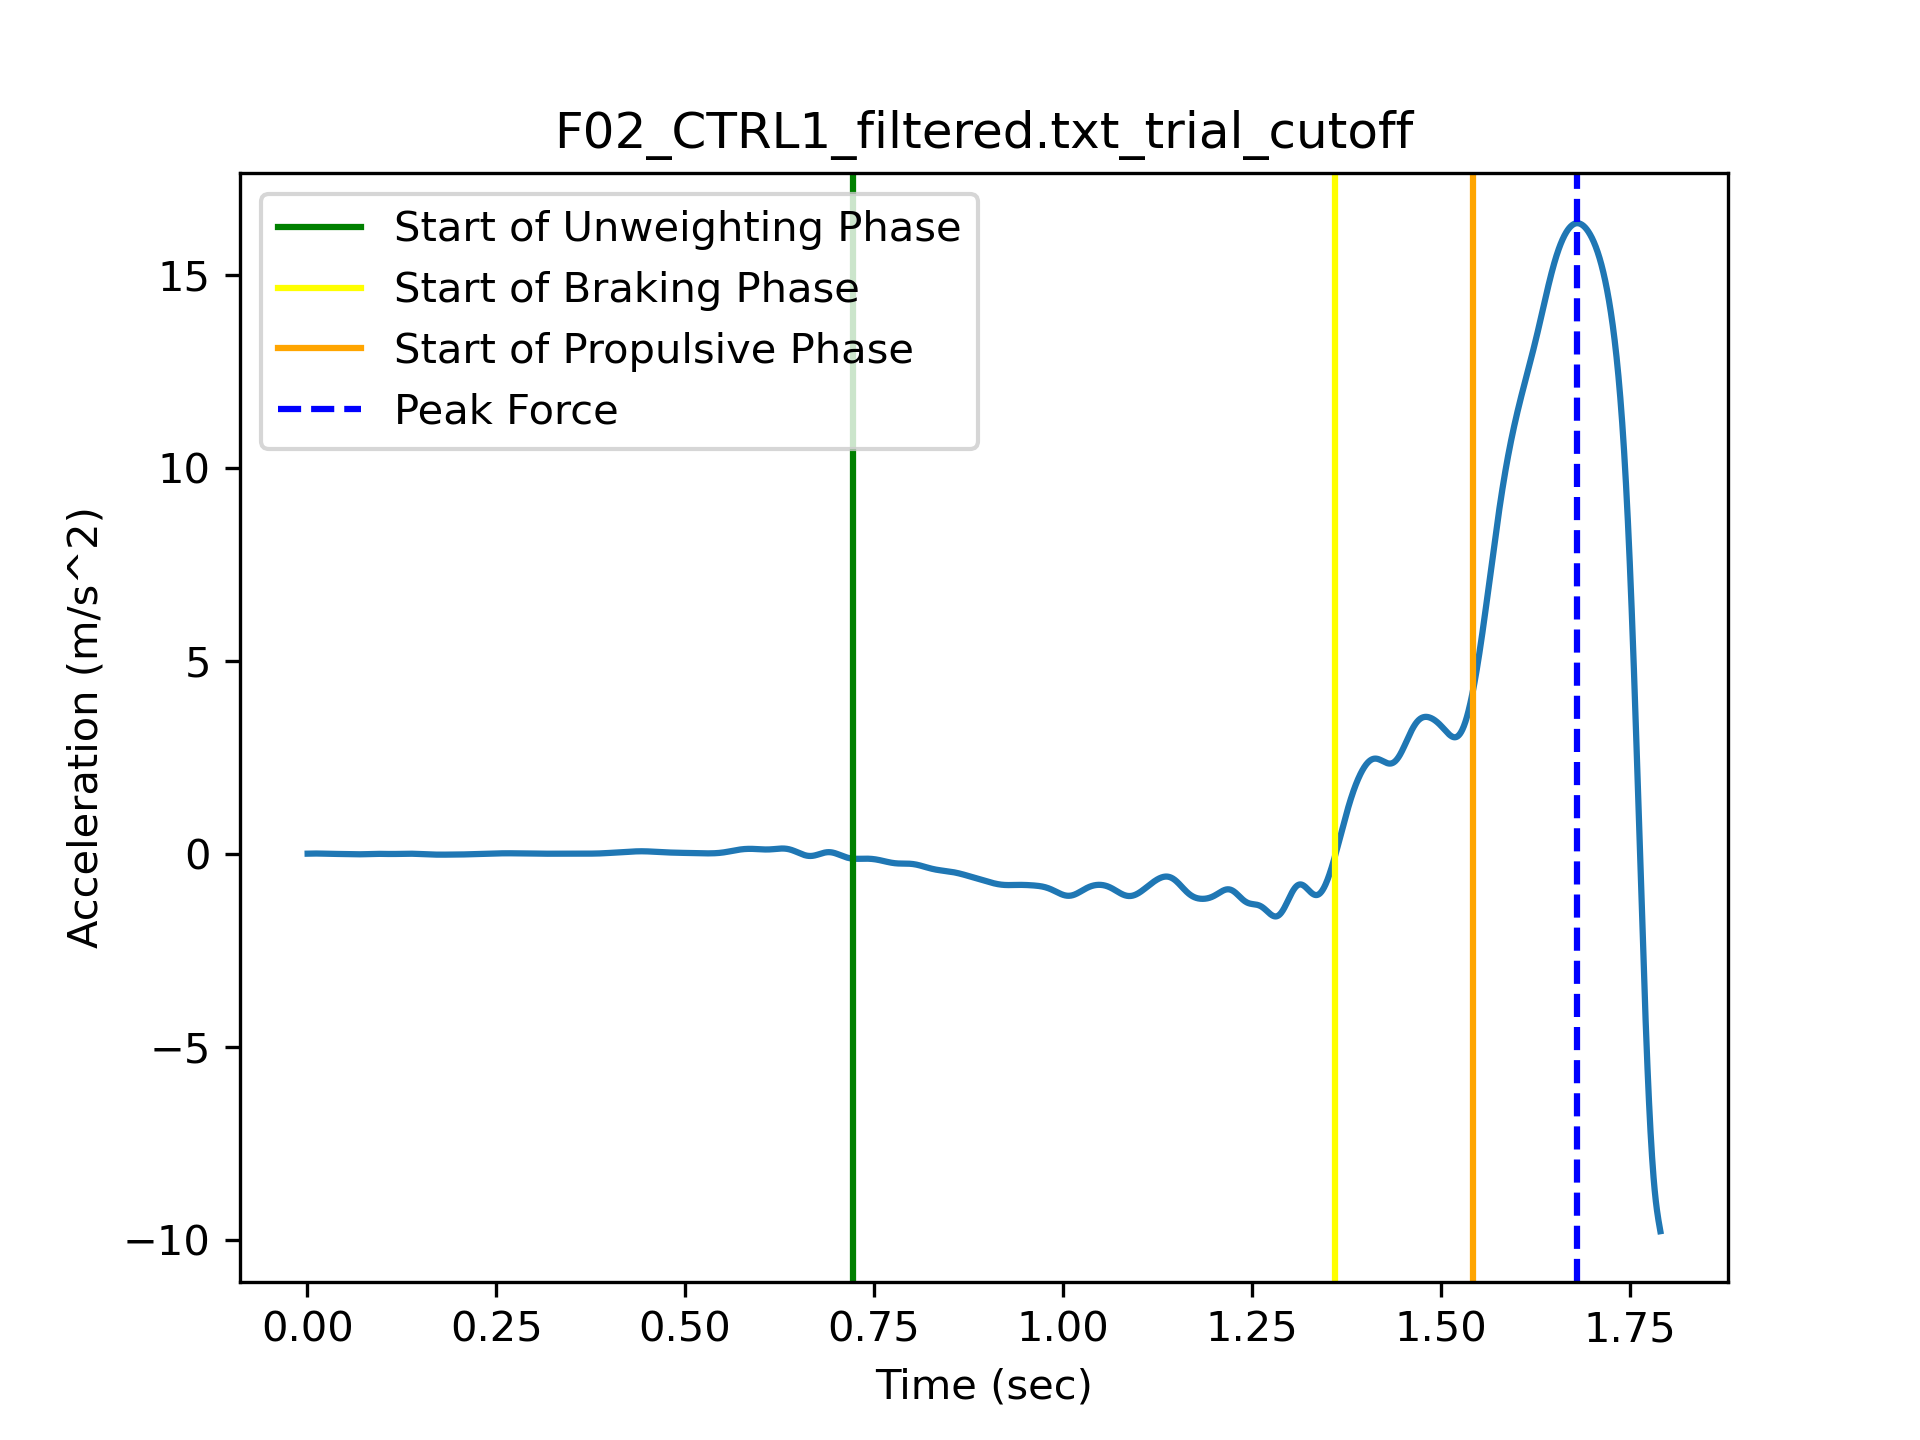 F02_CTRL1_filtered.txt_trial_cutoff
Start of Unweighting Phase
Start of Braking Phase
Start of Propulsive Phase
Peak Force
15
10
5
0
−5
−10
Acceleration (m/s^2)
0.00 0.25 0.50 0.75 1.00 1.25 1.50 1.75
Time (sec)